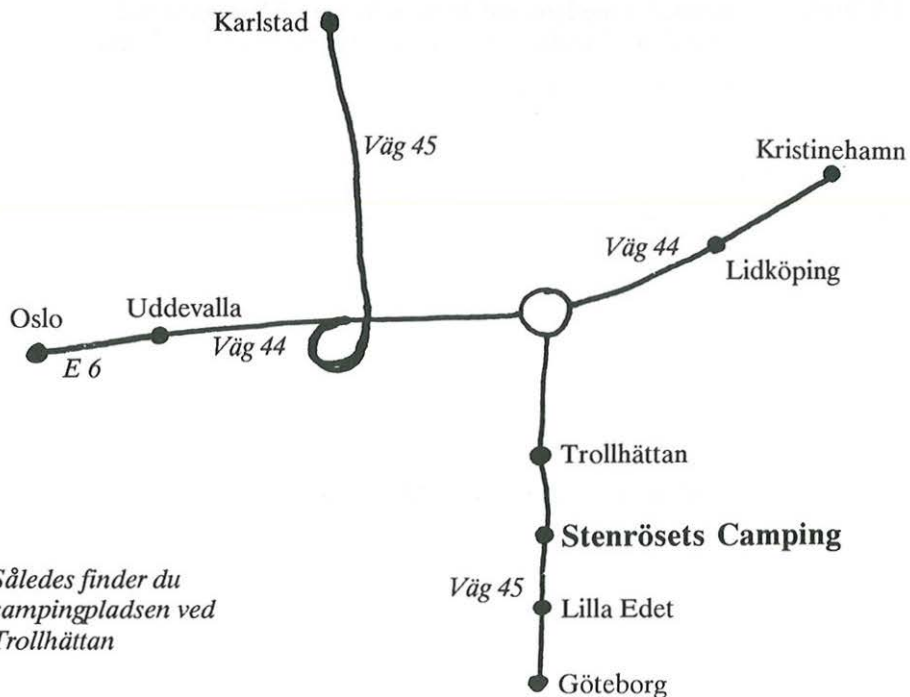 Karlstad
Väg 45
Kristinehamn
Väg 44
Lidköping
Uddevalla
Oslo
Väg 44
E 6
Trollhättan
Stenrösets Camping
Således finder du
campingpladsen ved
Trollhättan
Väg 45
Lilla Edet
Göteborg